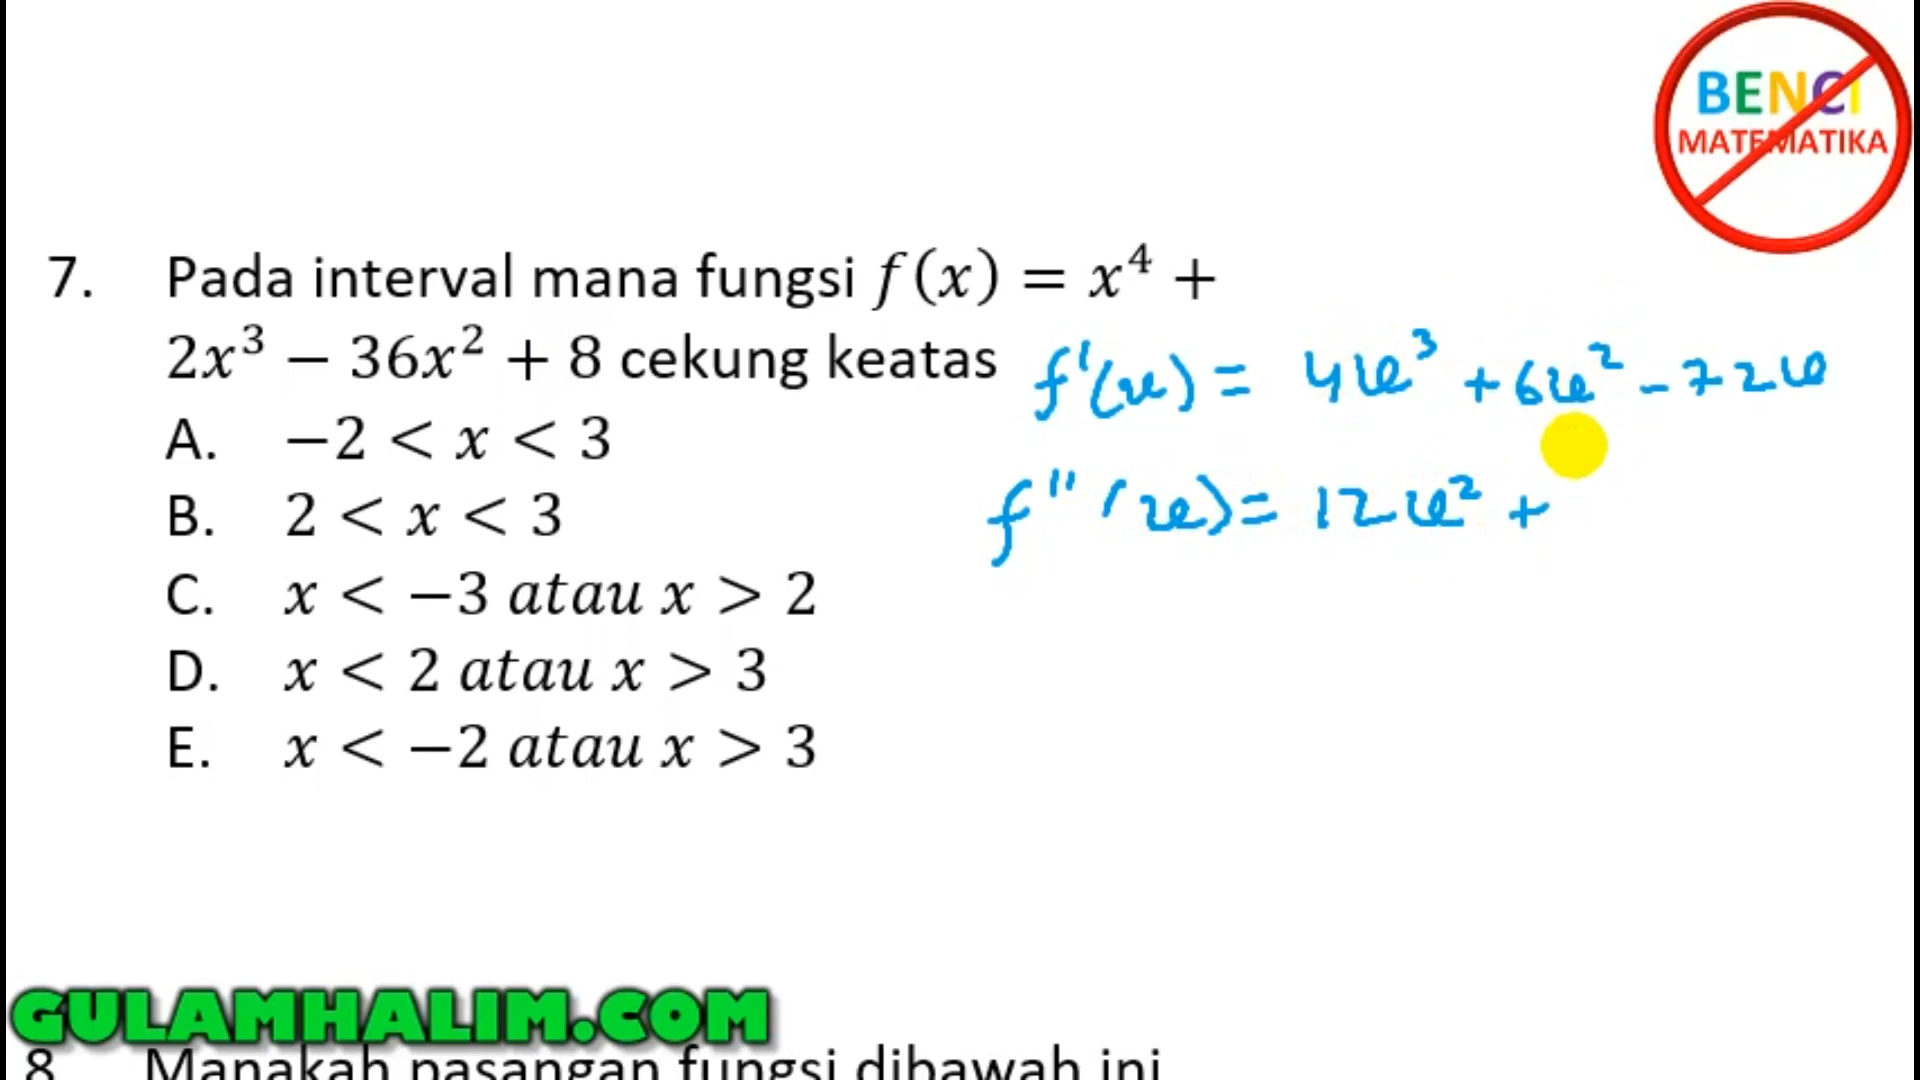 BENCI
MATEMATIKA
7. Pada interval mana fungsi f(x) = x⁴ +
2x³ − 36x² + 8 cekung keatas
f'(x) = 4x³ + 6x² - 72x
A. −2 < x < 3
f''(x) = 12x² +
B. 2 < x < 3
C. x < −3 atau x > 2
D. x < 2 atau x > 3
E. x < −2 atau x > 3
GULAMHALIM.COM
8 Manakah pasangan fungsi dibawah ini